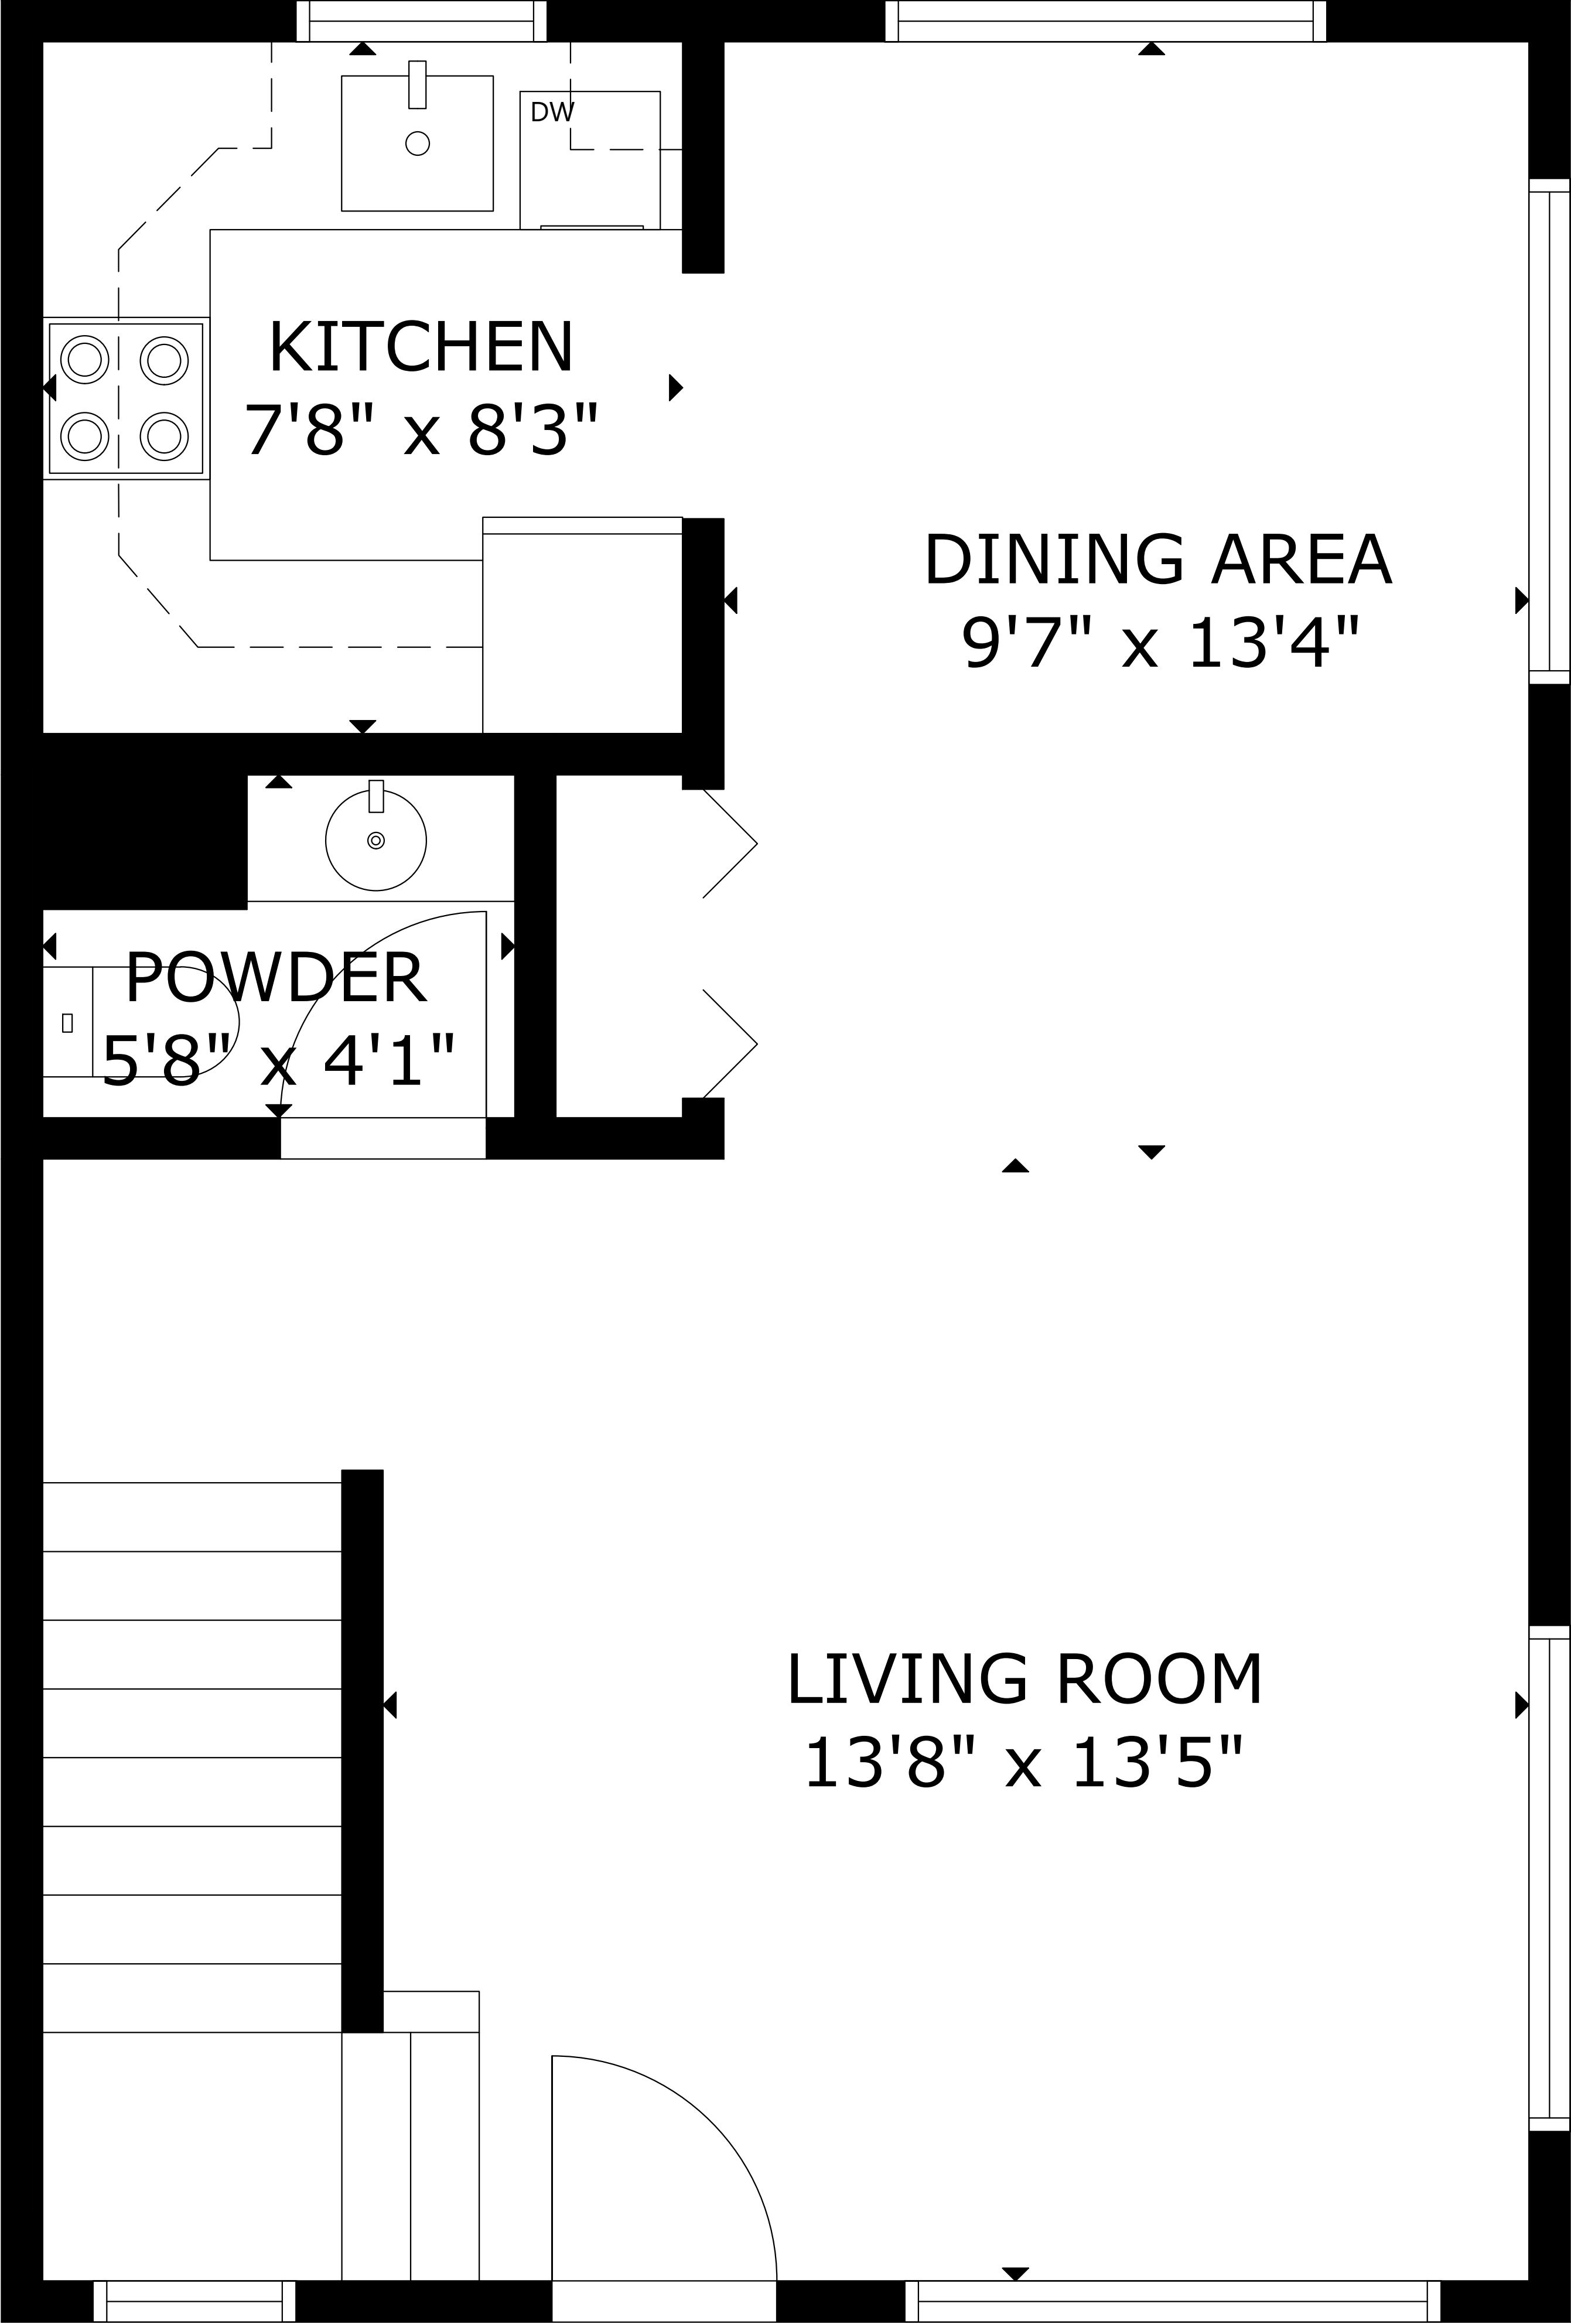 DW
KITCHEN
7'8" x 8'3"
DINING AREA
9'7" x 13'4"
POWDER
5'8" x 4'1"
LIVING ROOM
13'8" x 13'5"